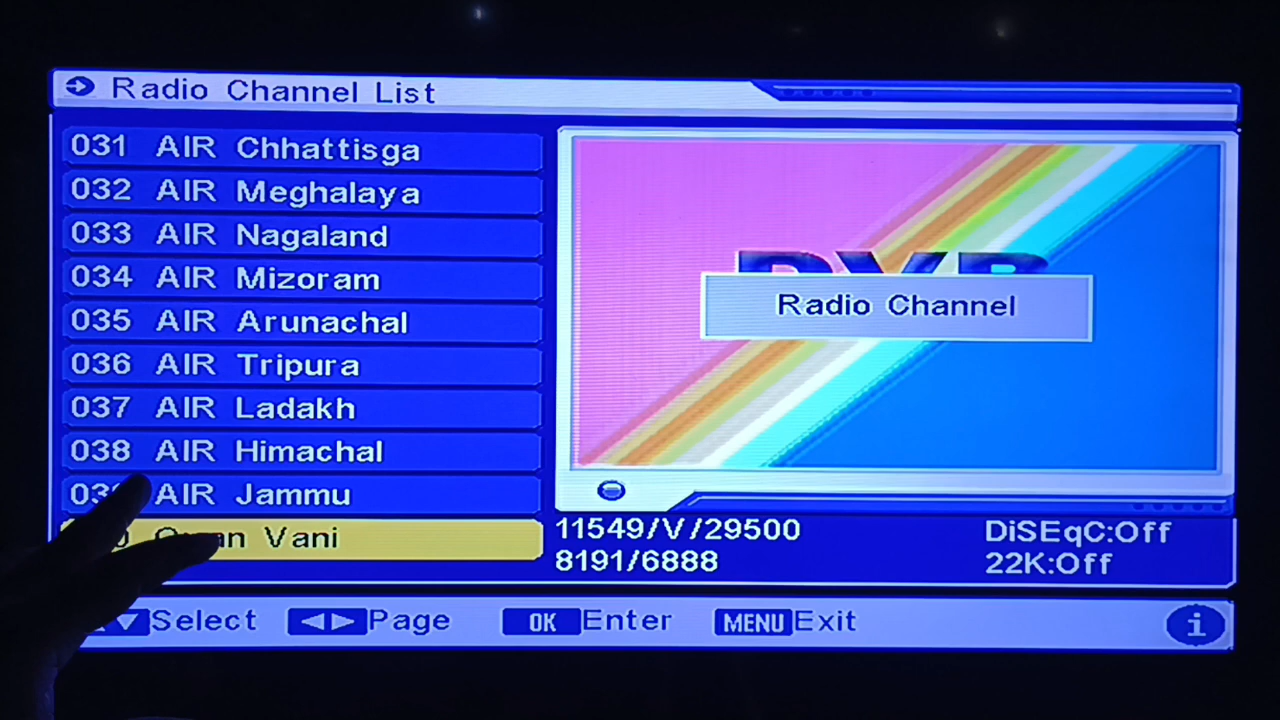 Radio Channel List
031 AIR Chhattisga
032 AIR Meghalaya
033 AIR Nagaland
034 AIR Mizoram
035 AIR Arunachal
036 AIR Tripura
037 AIR Ladakh
038 AIR Himachal
AIR Jammu
Vani
Radio Channel
11549/V/29500
DiSEqC:Off
8191/6888
22K:Off
Select
Page
OK Enter
MENU Exit
i